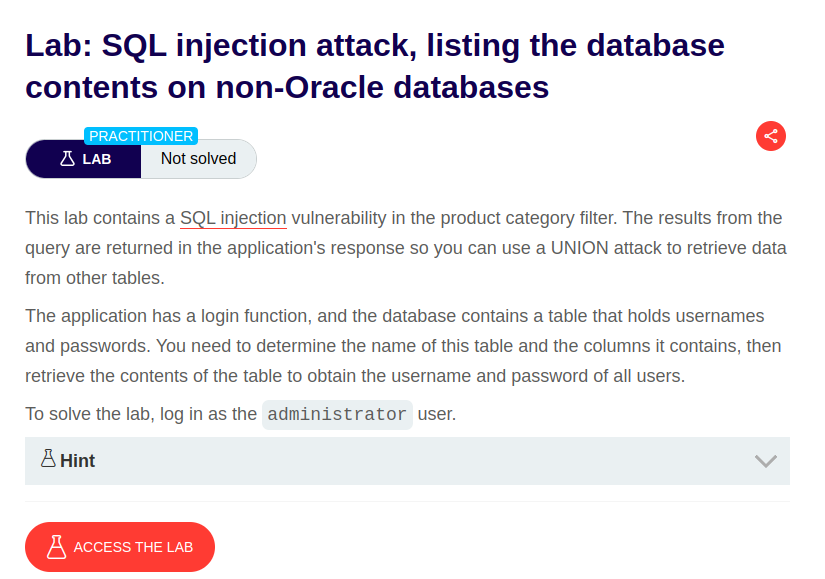 Lab: SQL injection attack, listing the database
contents on non-Oracle databases
PRACTITIONER
LAB
Not solved
This lab contains a SQL injection vulnerability in the product category filter. The results from the
query are returned in the application's response so you can use a UNION attack to retrieve data
from other tables.
The application has a login function, and the database contains a table that holds usernames
and passwords. You need to determine the name of this table and the columns it contains, then
retrieve the contents of the table to obtain the username and password of all users.
To solve the lab, log in as the administrator user.
Hint
ACCESS THE LAB